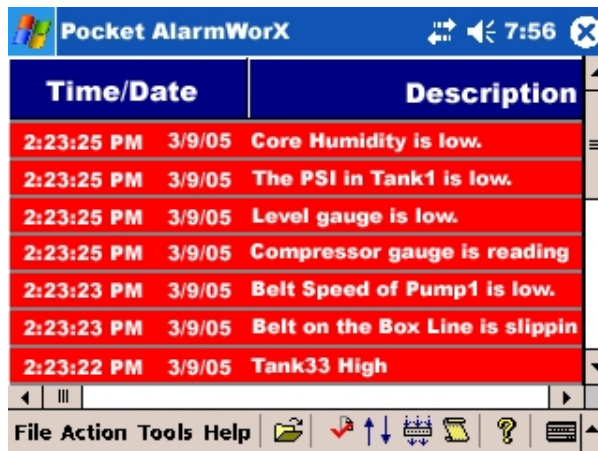 Pocket AlarmWorX 7:56
Time/Date Description
2:23:25 PM 3/9/05 Core Humidity is low.
2:23:25 PM 3/9/05 The PSI in Tank1 is low.
2:23:25 PM 3/9/05 Level gauge is low.
2:23:25 PM 3/9/05 Compressor gauge is reading
2:23:23 PM 3/9/05 Belt Speed of Pump1 is low.
2:23:23 PM 3/9/05 Belt on the Box Line is slippin
2:23:22 PM 3/9/05 Tank33 High
File Action Tools Help